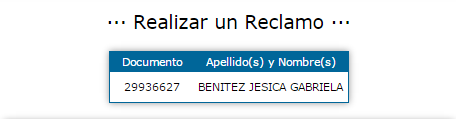 ··· Realizar un Reclamo ···
Documento Apellido(s) y Nombre(s)
29936627 BENITEZ JESICA GABRIELA